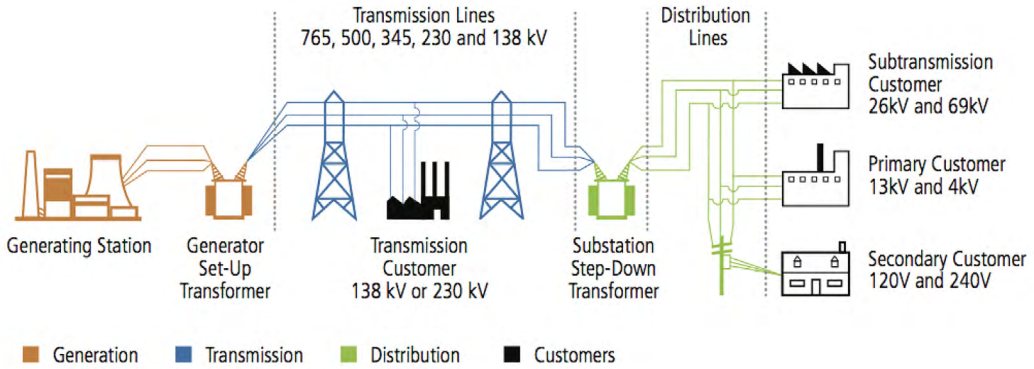 Transmission Lines
765, 500, 345, 230 and 138 kV
Distribution
Lines
Subtransmission
Customer
26kV and 69kV
Primary Customer
13kV and 4kV
Secondary Customer
120V and 240V
Generating Station
Generator
Set-Up
Transformer
Transmission
Customer
138 kV or 230 kV
Substation
Step-Down
Transformer
Generation
Transmission
Distribution
Customers